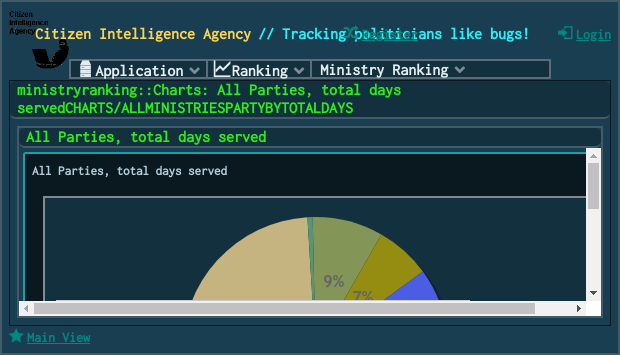 Citizen
Intelligence
Agency
Citizen Intelligence Agency // Tracking politicians like bugs!
Register
Login
Application
Ranking
Ministry Ranking
ministryranking::Charts: All Parties, total days
servedCHARTS/ALLMINISTRIESPARTYBYTOTALDAYS
All Parties, total days served
All Parties, total days served
9%
7%
Main View